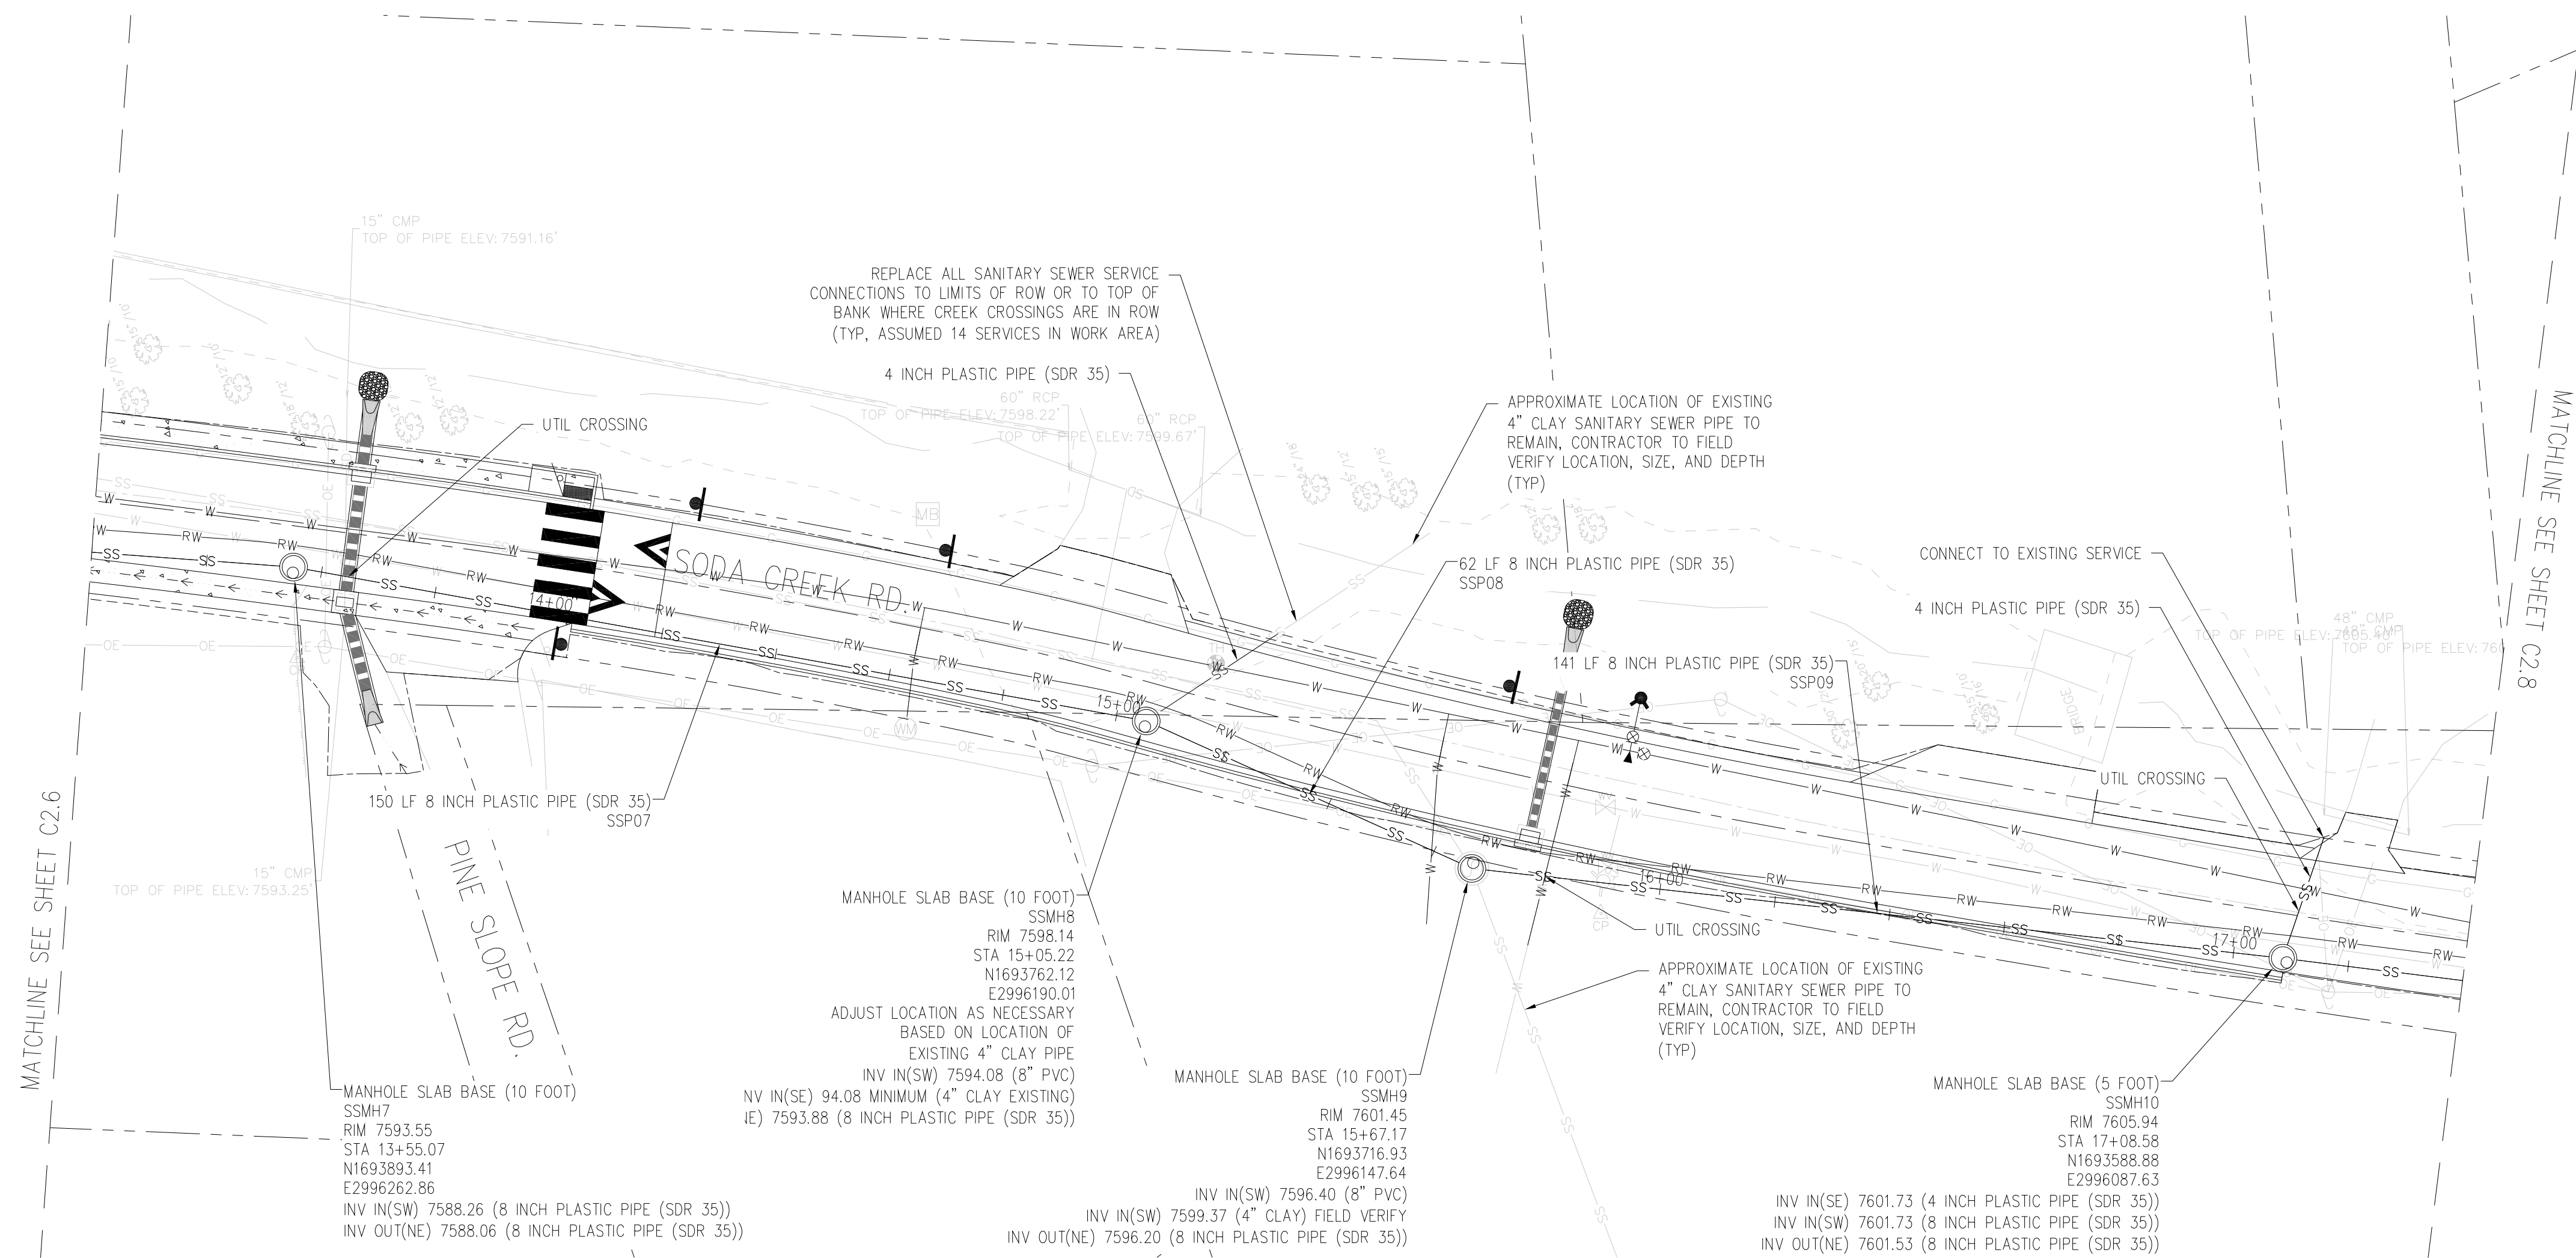 15" CMP
TOP OF PIPE ELEV: 7591.16'
REPLACE ALL SANITARY SEWER SERVICE
CONNECTIONS TO LIMITS OF ROW OR TO TOP OF
BANK WHERE CREEK CROSSINGS ARE IN ROW
(TYP, ASSUMED 14 SERVICES IN WORK AREA)
4 INCH PLASTIC PIPE (SDR 35)
60" RCP
TOP OF PIPE ELEV: 7598.22'
60" RCP
TOP OF PIPE ELEV: 7599.67'
UTIL CROSSING
APPROXIMATE LOCATION OF EXISTING
4" CLAY SANITARY SEWER PIPE TO
REMAIN, CONTRACTOR TO FIELD
VERIFY LOCATION, SIZE, AND DEPTH
(TYP)
MB
62 LF 8 INCH PLASTIC PIPE (SDR 35)
SSP08
CONNECT TO EXISTING SERVICE
4 INCH PLASTIC PIPE (SDR 35)
48" CMP
TOP OF PIPE ELEV: 7605.40'
48" CMP
TOP OF PIPE ELEV: 760
MATCHLINE SEE SHEET C2.8
SODA CREEK RD.
14+00
TH
141 LF 8 INCH PLASTIC PIPE (SDR 35)
SSP09
BRIDGE
15+00
WM
UTIL CROSSING
150 LF 8 INCH PLASTIC PIPE (SDR 35)
SSP07
MATCHLINE SEE SHEET C2.6
PINE SLOPE RD.
15" CMP
TOP OF PIPE ELEV: 7593.25'
16+00
CP
UTIL CROSSING
17+00
MANHOLE SLAB BASE (10 FOOT)
SSMH8
RIM 7598.14
STA 15+05.22
N1693762.12
E2996190.01
ADJUST LOCATION AS NECESSARY
BASED ON LOCATION OF
EXISTING 4" CLAY PIPE
INV IN(SW) 7594.08 (8" PVC)
NV IN(SE) 94.08 MINIMUM (4" CLAY EXISTING)
E) 7593.88 (8 INCH PLASTIC PIPE (SDR 35))
APPROXIMATE LOCATION OF EXISTING
4" CLAY SANITARY SEWER PIPE TO
REMAIN, CONTRACTOR TO FIELD
VERIFY LOCATION, SIZE, AND DEPTH
(TYP)
MANHOLE SLAB BASE (10 FOOT)
SSMH7
RIM 7593.55
STA 13+55.07
N1693893.41
E2996262.86
INV IN(SW) 7588.26 (8 INCH PLASTIC PIPE (SDR 35))
INV OUT(NE) 7588.06 (8 INCH PLASTIC PIPE (SDR 35))
MANHOLE SLAB BASE (10 FOOT)
SSMH9
RIM 7601.45
STA 15+67.17
N1693716.93
E2996147.64
INV IN(SW) 7596.40 (8" PVC)
INV IN(SW) 7599.37 (4" CLAY) FIELD VERIFY
INV OUT(NE) 7596.20 (8 INCH PLASTIC PIPE (SDR 35))
MANHOLE SLAB BASE (5 FOOT)
SSMH10
RIM 7605.94
STA 17+08.58
N1693588.88
E2996087.63
INV IN(SE) 7601.73 (4 INCH PLASTIC PIPE (SDR 35))
INV IN(SW) 7601.73 (8 INCH PLASTIC PIPE (SDR 35))
INV OUT(NE) 7601.53 (8 INCH PLASTIC PIPE (SDR 35))